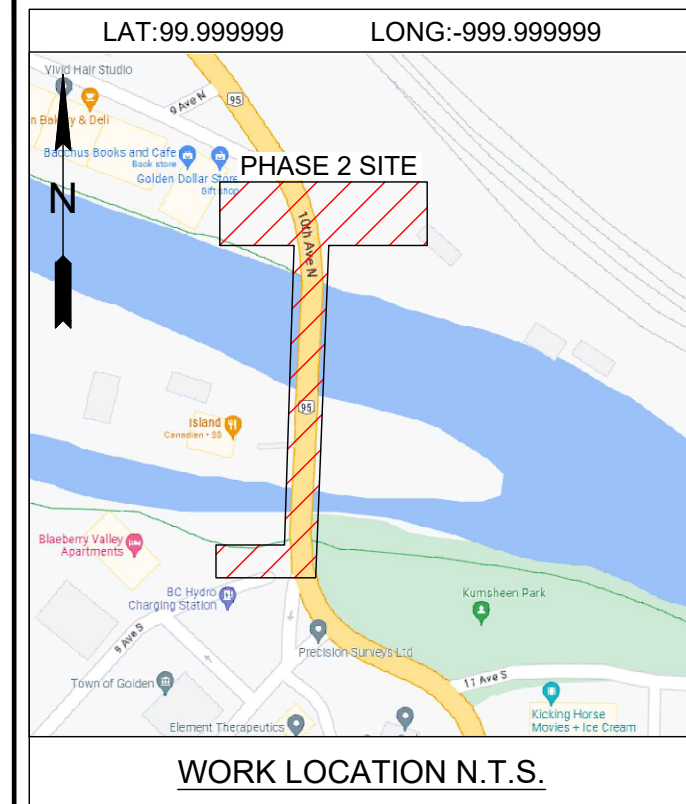 LAT:99.999999 LONG:-999.999999
Vivid Hair Studio
9 Ave N
95
n Bakery & Deli
Bacchus Books and Cafe
Book store
Golden Dollar Store
Gift shop
PHASE 2 SITE
N
10th Ave N
95
Island
Canadian • $$
Blaeberry Valley
Apartments
BC Hydro
Charging Station
Kumsheen Park
9 Ave S
Precision Surveys Ltd
Town of Golden
11 Ave S
Element Therapeutics
Kicking Horse
Movies + Ice Cream
WORK LOCATION N.T.S.